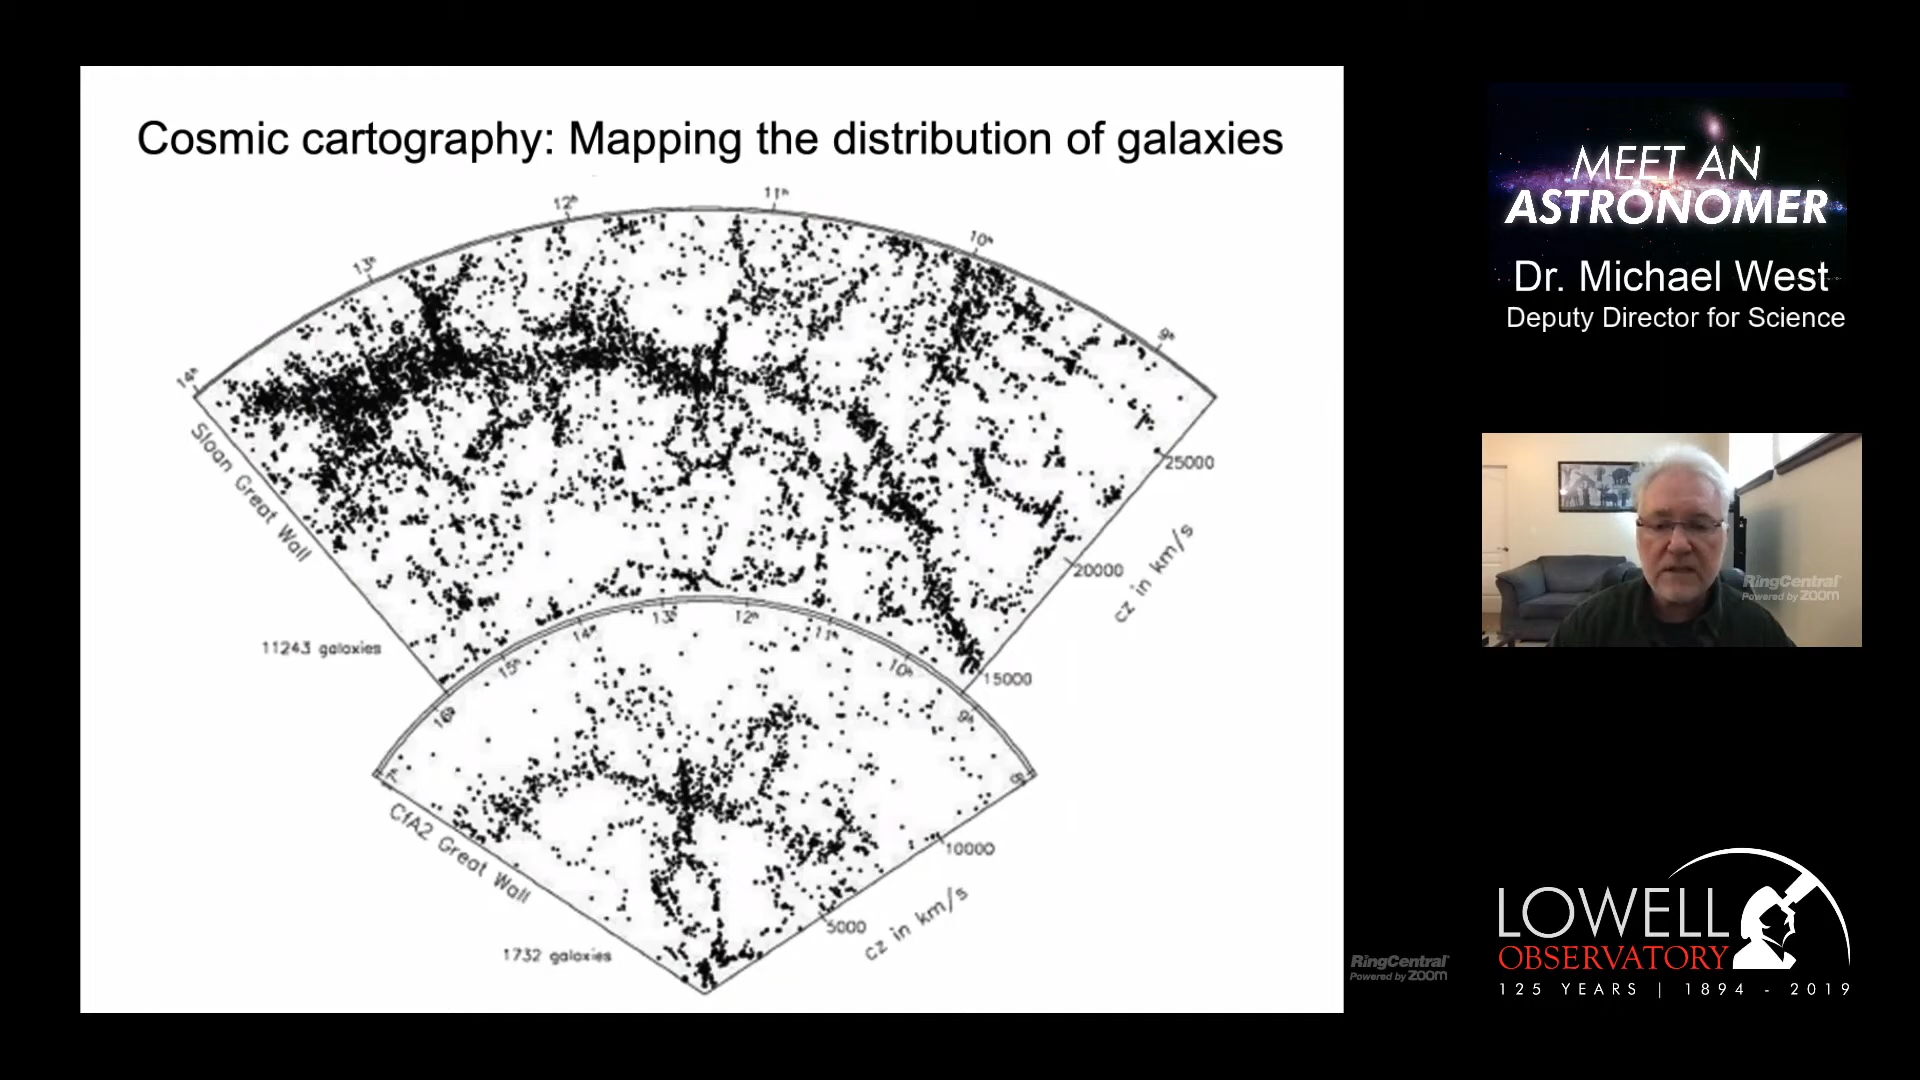 Cosmic cartography: Mapping the distribution of galaxies
11h
12h
10h
13h
9h
14h
Sloan Great Wall
25000
20000
cz in km/s
15000
11243 galaxies
13h
12h
14h
11h
15h
10h
16h
9h
8h
CfA2 Great Wall
10000
5000
cz in km/s
1732 galaxies
MEET AN
ASTRONOMER
Dr. Michael West
Deputy Director for Science
RingCentral
Powered by ZOOM
RingCentral
Powered by ZOOM
LOWELL
OBSERVATORY
125 YEARS | 1894 - 2019